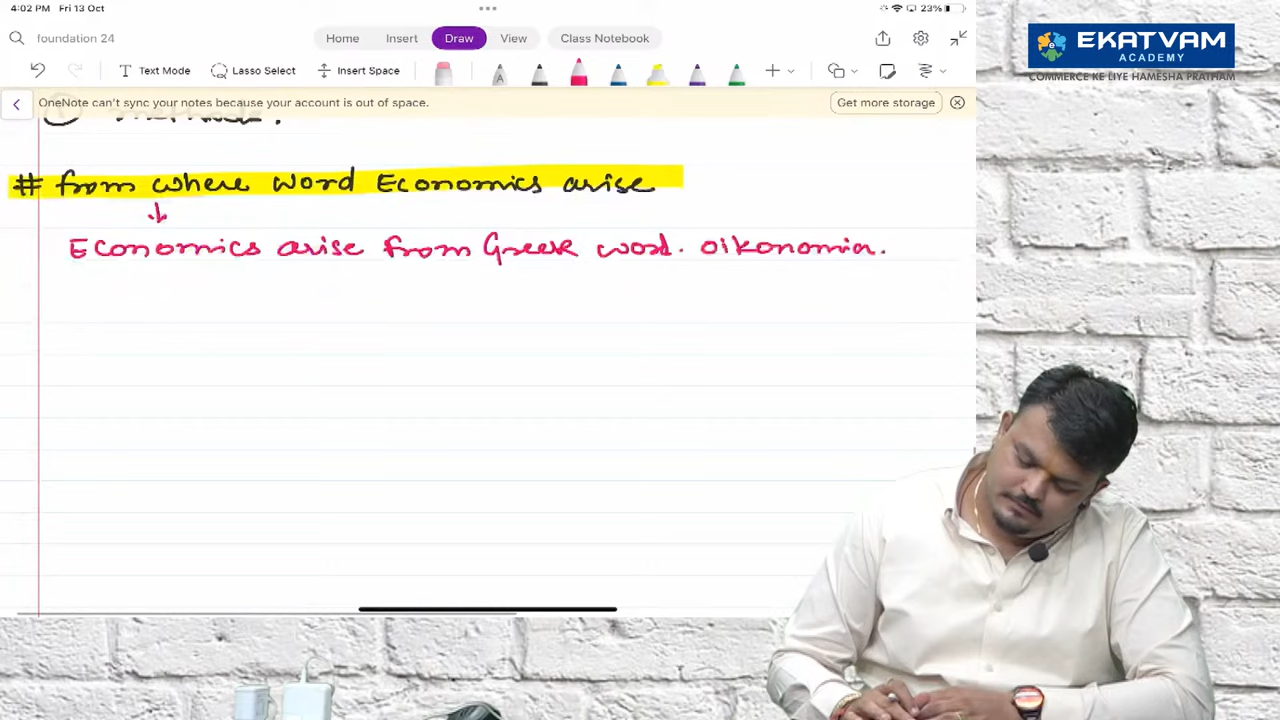 4:02 PM Fri 13 Oct
23%
foundation 24
Home Insert Draw View Class Notebook
Text Mode Lasso Select Insert Space
OneNote can't sync your notes because your account is out of space. Get more storage
EKATVAM
ACADEMY
COMMERCE KE LIYE HAMESHA PRATHAM
# from where word Economics arise
Economics arise from Greek word. oikonomia.